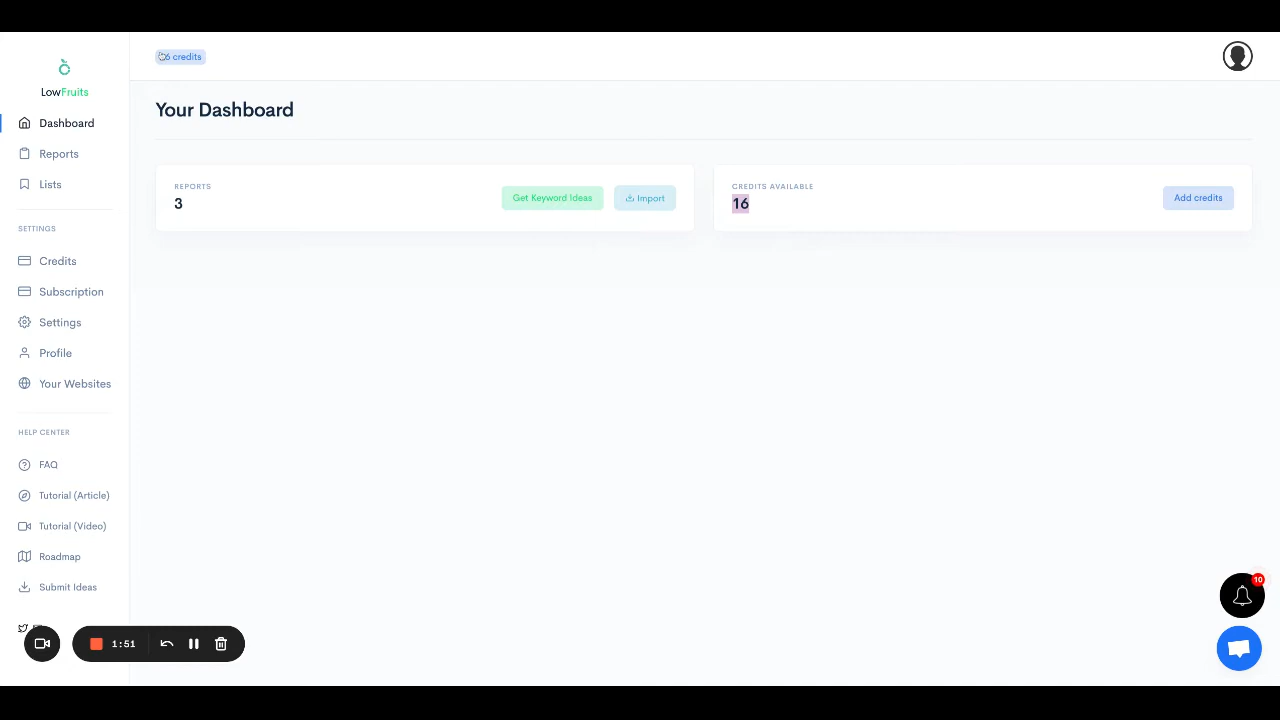 6 credits
LowFruits
Dashboard
Reports
Lists
SETTINGS
Credits
Subscription
Settings
Profile
Your Websites
HELP CENTER
FAQ
Tutorial (Article)
Tutorial (Video)
Roadmap
Submit Ideas
Your Dashboard
REPORTS
3
Get Keyword Ideas
Import
CREDITS AVAILABLE
16
Add credits
10
1:51